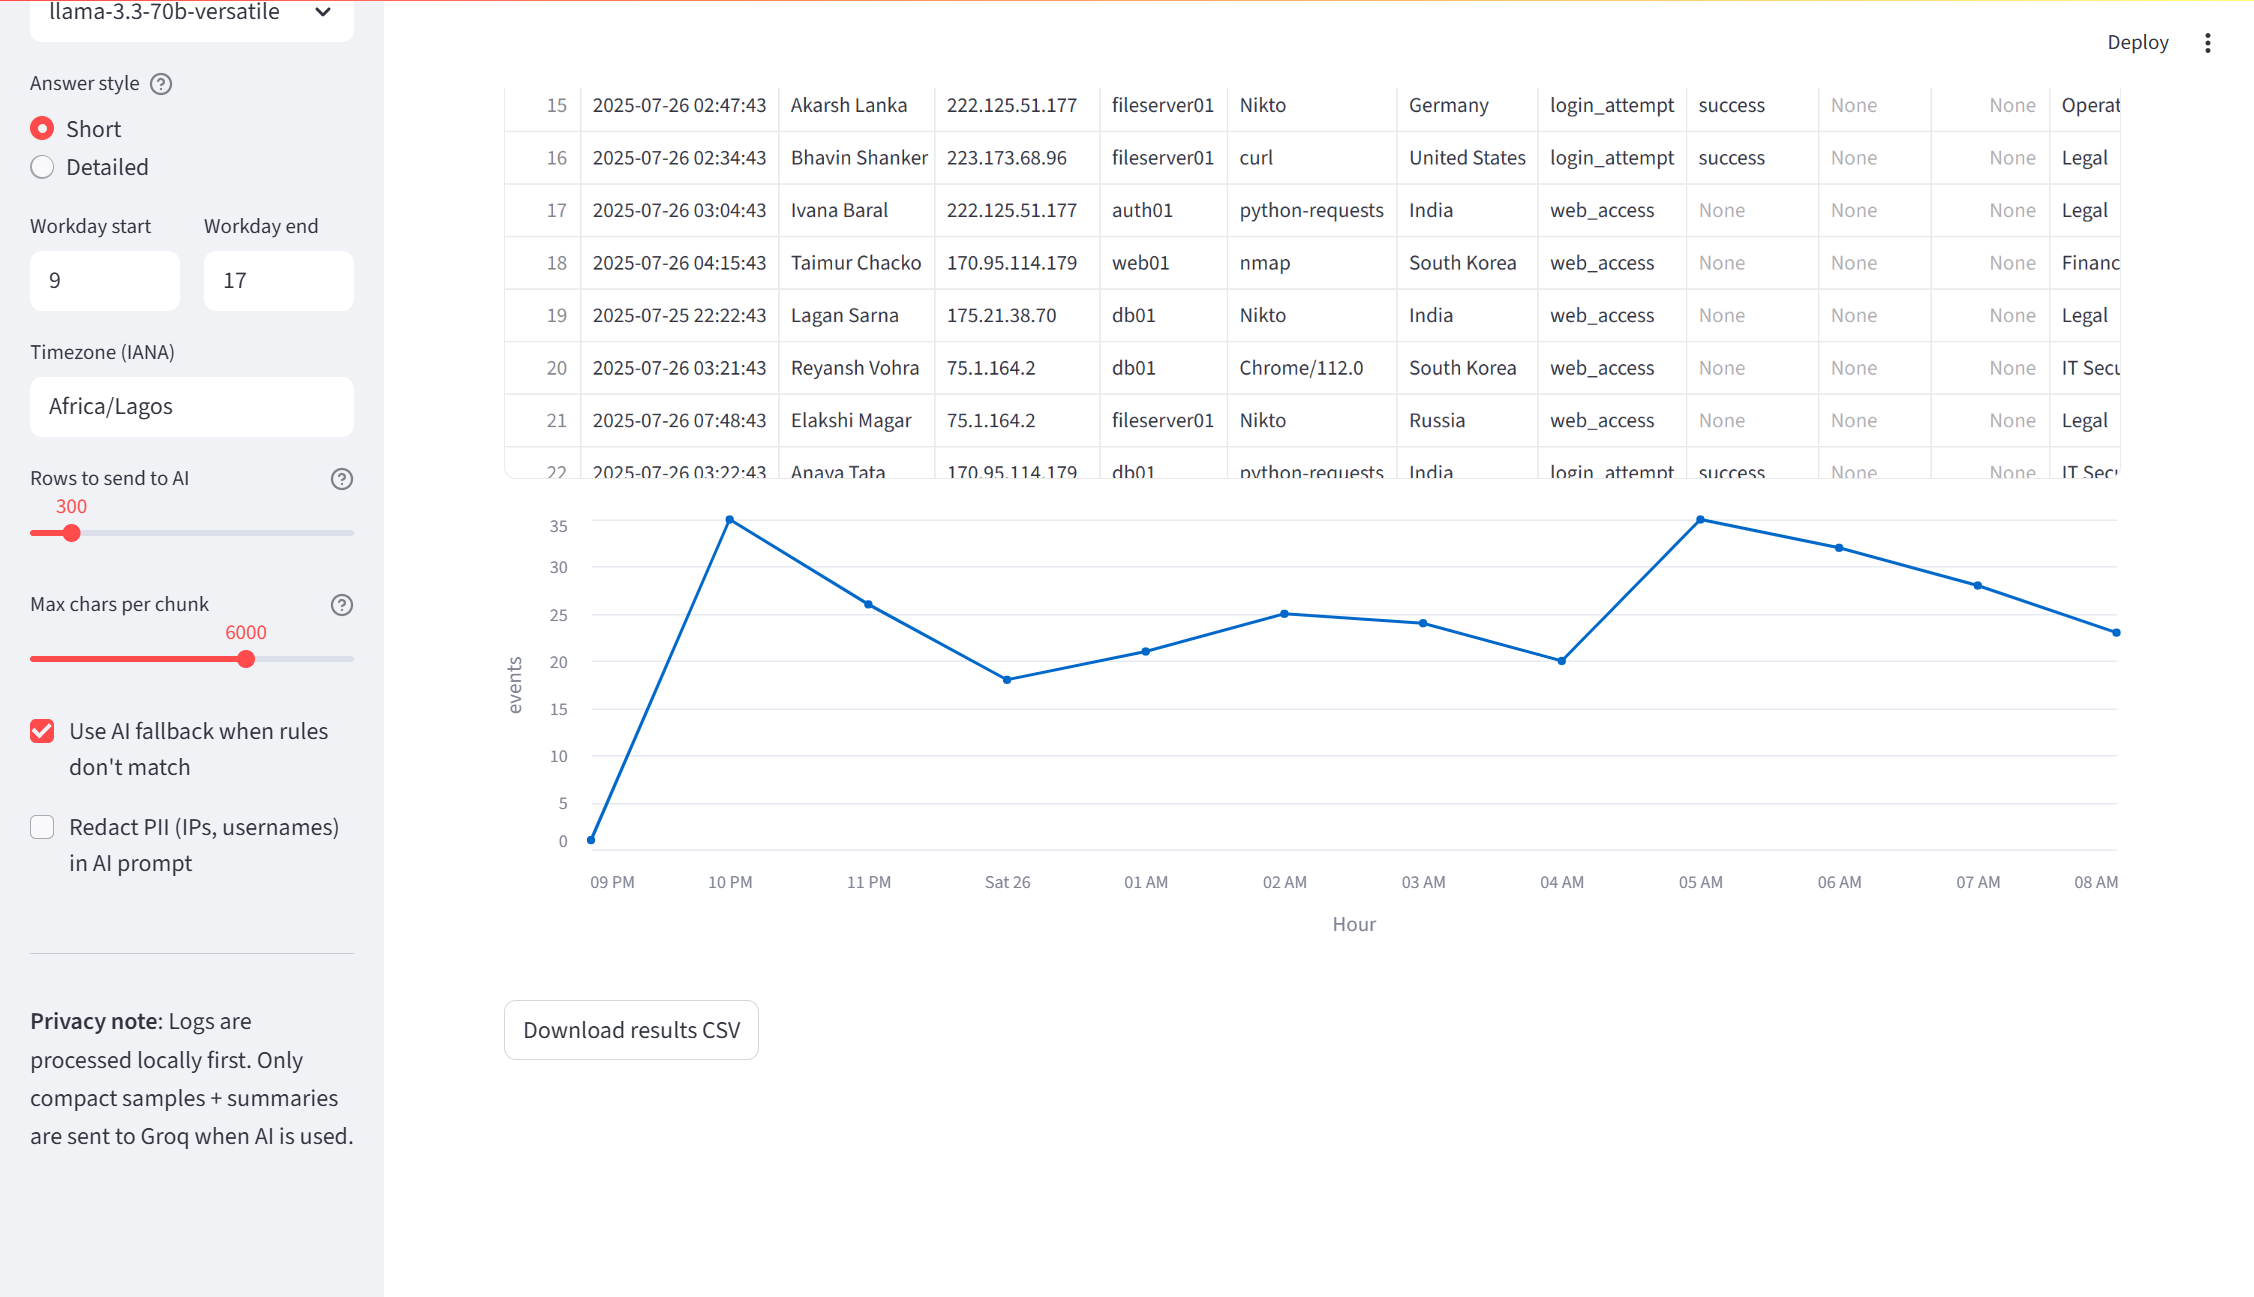 llama-3.3-70b-versatile
Answer style
Short
Detailed
Workday start
Workday end
9
17
Timezone (IANA)
Africa/Lagos
Rows to send to AI
300
Max chars per chunk
6000
Use AI fallback when rules
don't match
Redact PII (IPs, usernames)
in AI prompt
Privacy note: Logs are
processed locally first. Only
compact samples + summaries
are sent to Groq when AI is used.
Deploy
15 2025-07-26 02:47:43 Akarsh Lanka 222.125.51.177 fileserver01 Nikto Germany login_attempt success None None Operat
16 2025-07-26 02:34:43 Bhavin Shanker 223.173.68.96 fileserver01 curl United States login_attempt success None None Legal
17 2025-07-26 03:04:43 Ivana Baral 222.125.51.177 auth01 python-requests India web_access None None None Legal
18 2025-07-26 04:15:43 Taimur Chacko 170.95.114.179 web01 nmap South Korea web_access None None None Financ
19 2025-07-25 22:22:43 Lagan Sarna 175.21.38.70 db01 Nikto India web_access None None None Legal
20 2025-07-26 03:21:43 Reyansh Vohra 75.1.164.2 db01 Chrome/112.0 South Korea web_access None None None IT Secu
21 2025-07-26 07:48:43 Elakshi Magar 75.1.164.2 fileserver01 Nikto Russia web_access None None None Legal
22 2025-07-26 03:22:43 Anaya Tata 170.95.114.179 db01 python-requests India login_attempt success None None IT Secu
35
30
25
20
15
10
5
0
events
09 PM 10 PM 11 PM Sat 26 01 AM 02 AM 03 AM 04 AM 05 AM 06 AM 07 AM 08 AM
Hour
Download results CSV